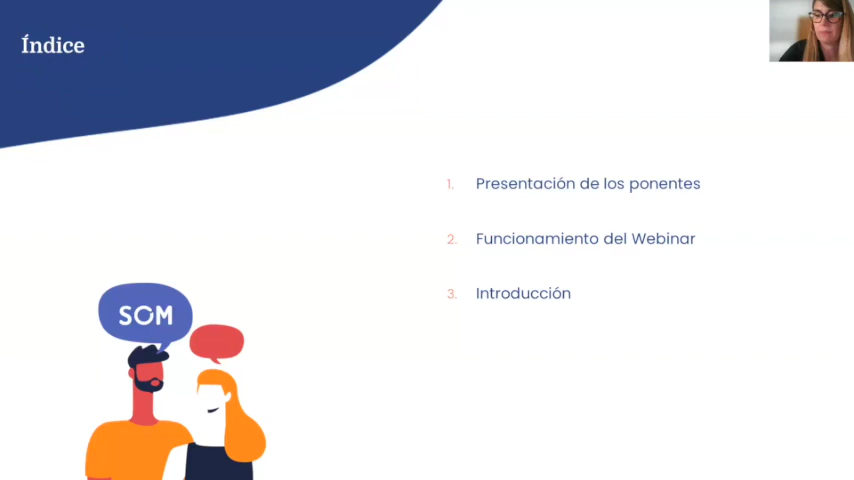 Índice
1. Presentación de los ponentes
2. Funcionamiento del Webinar
3. Introducción
SOM